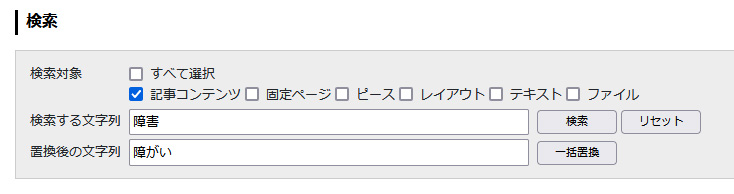 検索
検索対象 すべて選択
記事コンテンツ 固定ページ ピース レイアウト テキスト ファイル
検索する文字列 障害 検索 リセット
置換後の文字列 障がい 一括置換